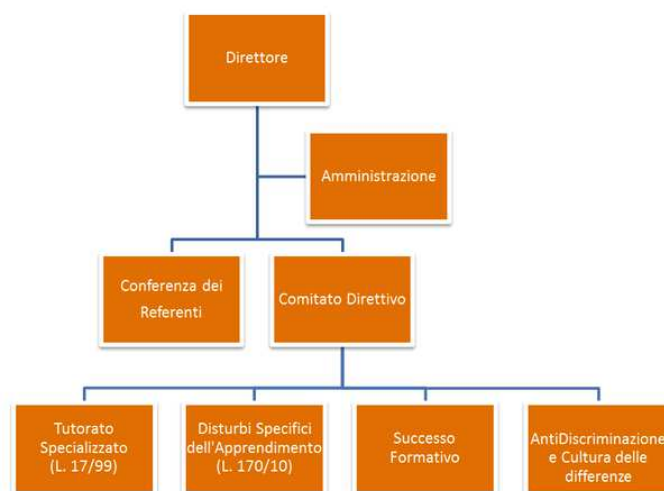 Direttore
Amministrazione
Conferenza dei
Referenti
Comitato Direttivo
Tutorato
Specializzato
(L. 17/99)
Disturbi Specifici
dell'Apprendimento
(L. 170/10)
Successo
Formativo
AntiDiscriminazione
e Cultura delle
differenze